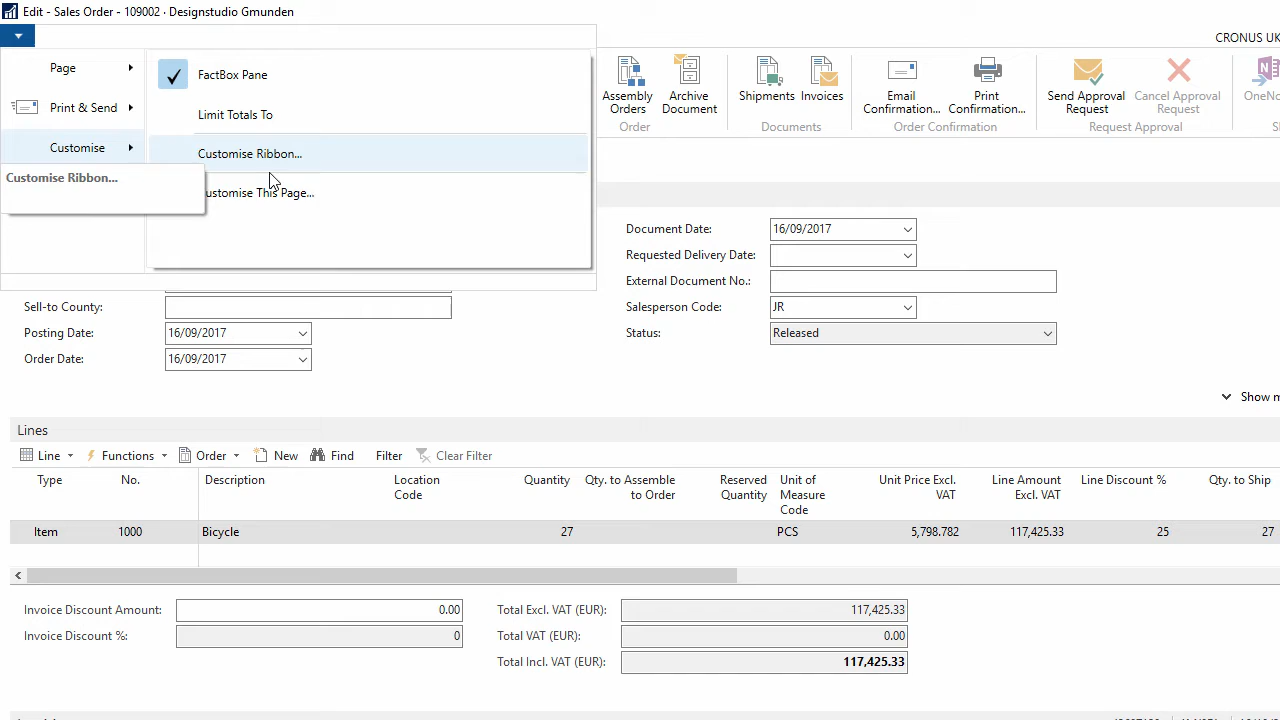 Edit - Sales Order - 109002 · Designstudio Gmunden
CRONUS UK
Page
Print & Send
Customise
Customise Ribbon...
FactBox Pane
Limit Totals To
Customise Ribbon...
ustomise This Page...
Assembly Orders
Archive Document
Order
Shipments
Invoices
Documents
Email Confirmation...
Print Confirmation...
Order Confirmation
Send Approval Request
Cancel Approval Request
Request Approval
OneNo
Sell-to County:
Posting Date: 16/09/2017
Order Date: 16/09/2017
Document Date: 16/09/2017
Requested Delivery Date:
External Document No.:
Salesperson Code: JR
Status: Released
Show m
Lines
Line Functions Order New Find Filter Clear Filter
Type No. Description Location Code Quantity Qty. to Assemble to Order Reserved Quantity Unit of Measure Code Unit Price Excl. VAT Line Amount Excl. VAT Line Discount % Qty. to Ship
Item 1000 Bicycle 27 PCS 5,798.782 117,425.33 25 27
Invoice Discount Amount: 0.00
Invoice Discount %: 0
Total Excl. VAT (EUR): 117,425.33
Total VAT (EUR): 0.00
Total Incl. VAT (EUR): 117,425.33